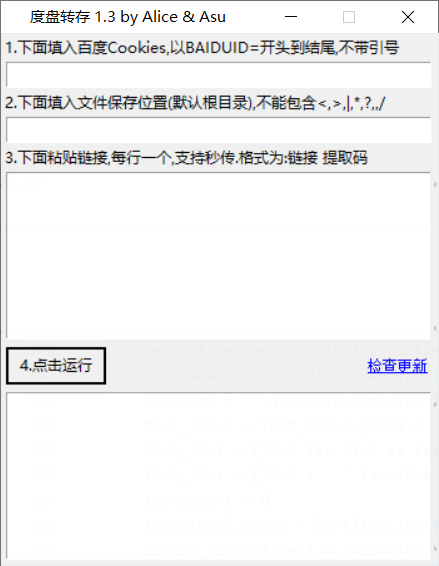 度盘转存 1.3 by Alice & Asu
1.下面填入百度Cookies,以BAIDUID=开头到结尾,不带引号
2.下面填入文件保存位置(默认根目录),不能包含<,>,|,*,?,,/
3.下面粘贴链接,每行一个,支持秒传.格式为:链接 提取码
4.点击运行
检查更新